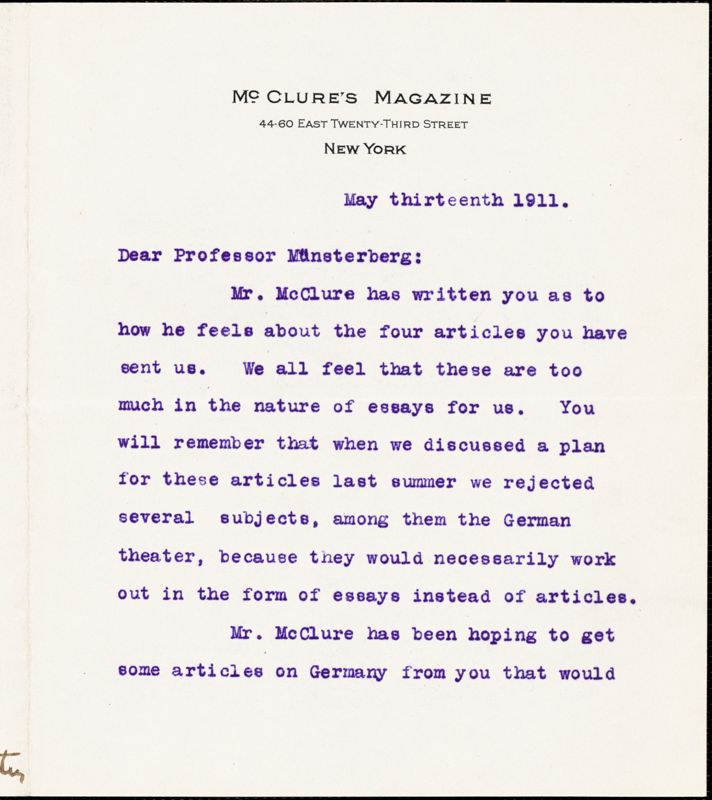 Mc CLURE'S MAGAZINE
44-60 EAST TWENTY-THIRD STREET
NEW YORK
May thirteenth 1911.
Dear Professor Münsterberg:
Mr. McClure has written you as to
how he feels about the four articles you have
sent us. We all feel that these are too
much in the nature of essays for us. You
will remember that when we discussed a plan
for these articles last summer we rejected
several subjects, among them the German
theater, because they would necessarily work
out in the form of essays instead of articles.
Mr. McClure has been hoping to get
some articles on Germany from you that would